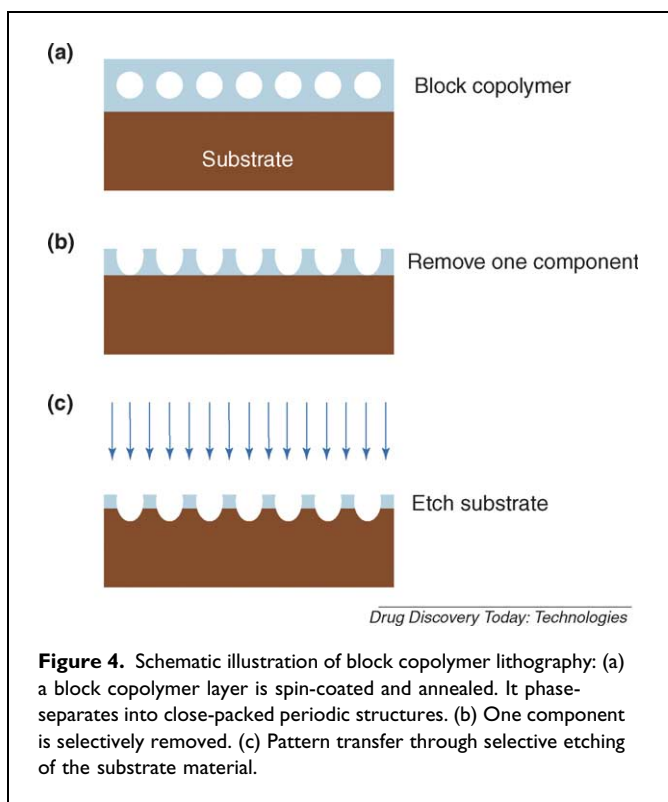 (a)
Block copolymer
Substrate
(b)
Remove one component
(c)
Etch substrate
Drug Discovery Today: Technologies
Figure 4. Schematic illustration of block copolymer lithography: (a)
a block copolymer layer is spin-coated and annealed. It phase-
separates into close-packed periodic structures. (b) One component
is selectively removed. (c) Pattern transfer through selective etching
of the substrate material.